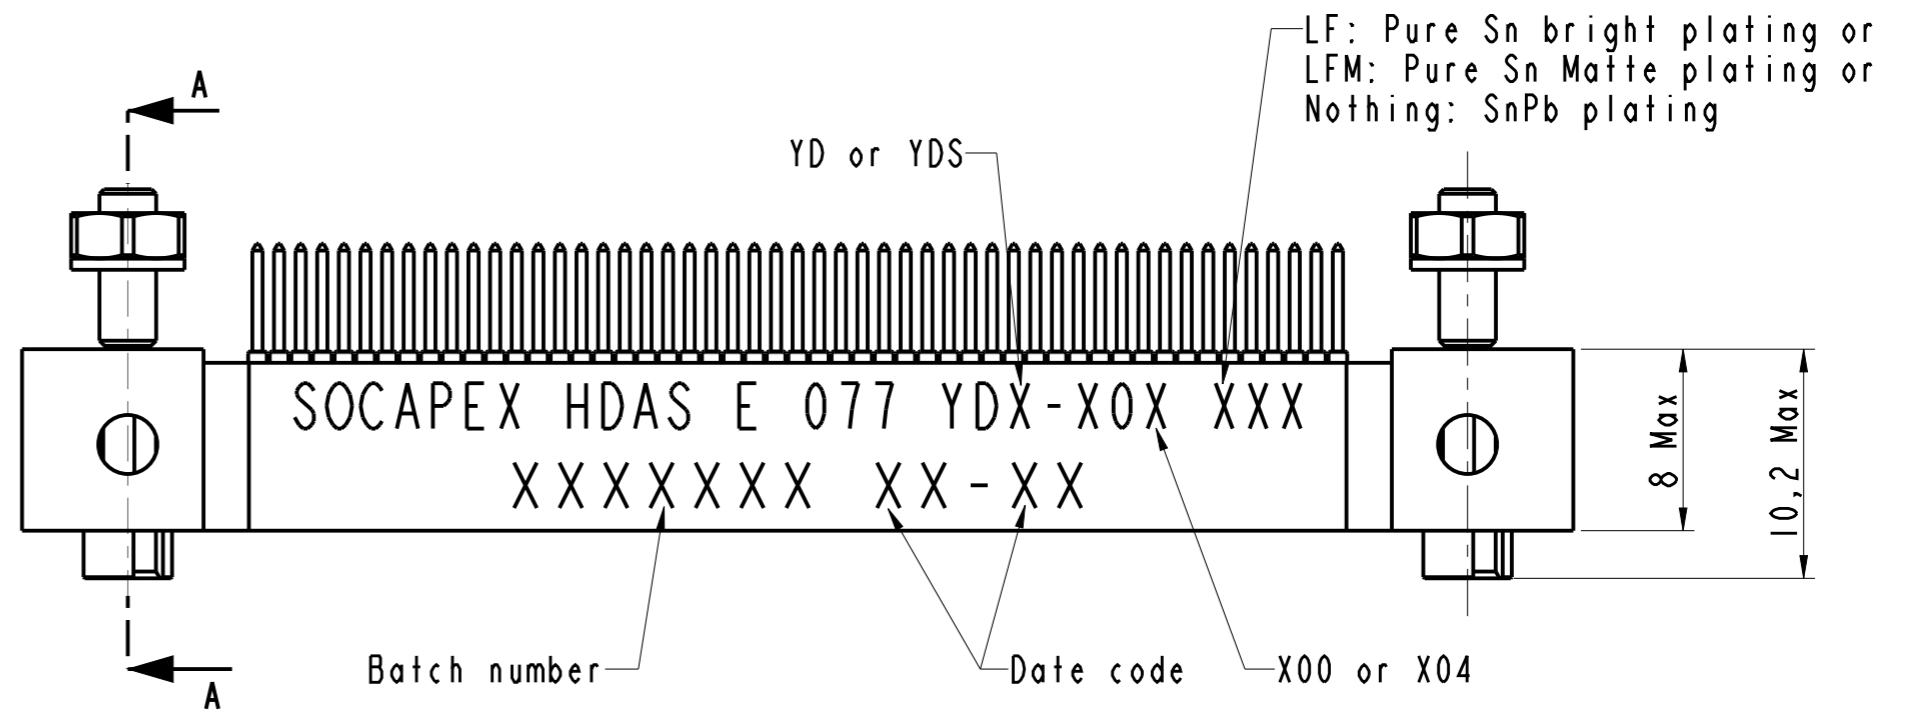 LF: Pure Sn bright plating or
LFM: Pure Sn Matte plating or
Nothing: SnPb plating
A
YD or YDS
SOCAPEX HDAS E 077 YDX-X0X XXX
XXXXXXX XX-XX
8 Max
10,2 Max
Batch number
Date code
X00 or X04
A